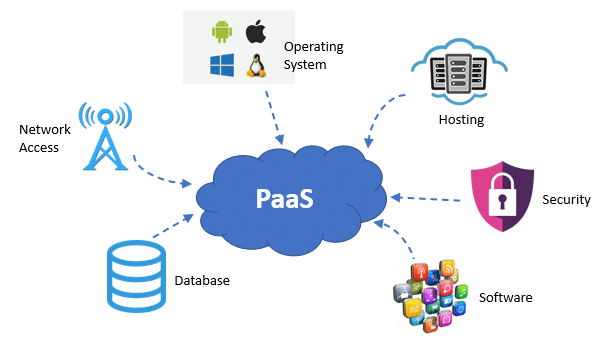 Operating
System
Hosting
Network
Access
PaaS
Security
Database
Software